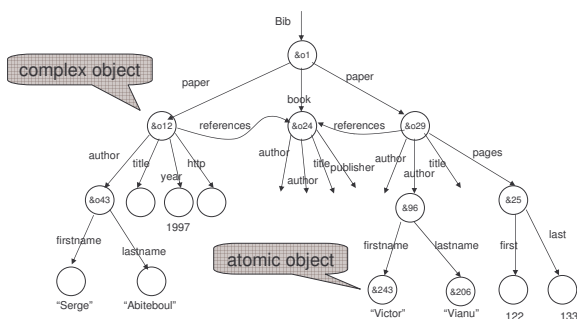 Bib
&o1
complex object
paper
paper
book
&o12
references
&o24
references
&o29
author
title
year
http
author
author
title
publisher
author
author
title
pages
&o43
1997
&96
&25
firstname
lastname
firstname
lastname
first
last
atomic object
&243
&206
"Serge"
"Abiteboul"
"Victor"
"Vianu"
122
133